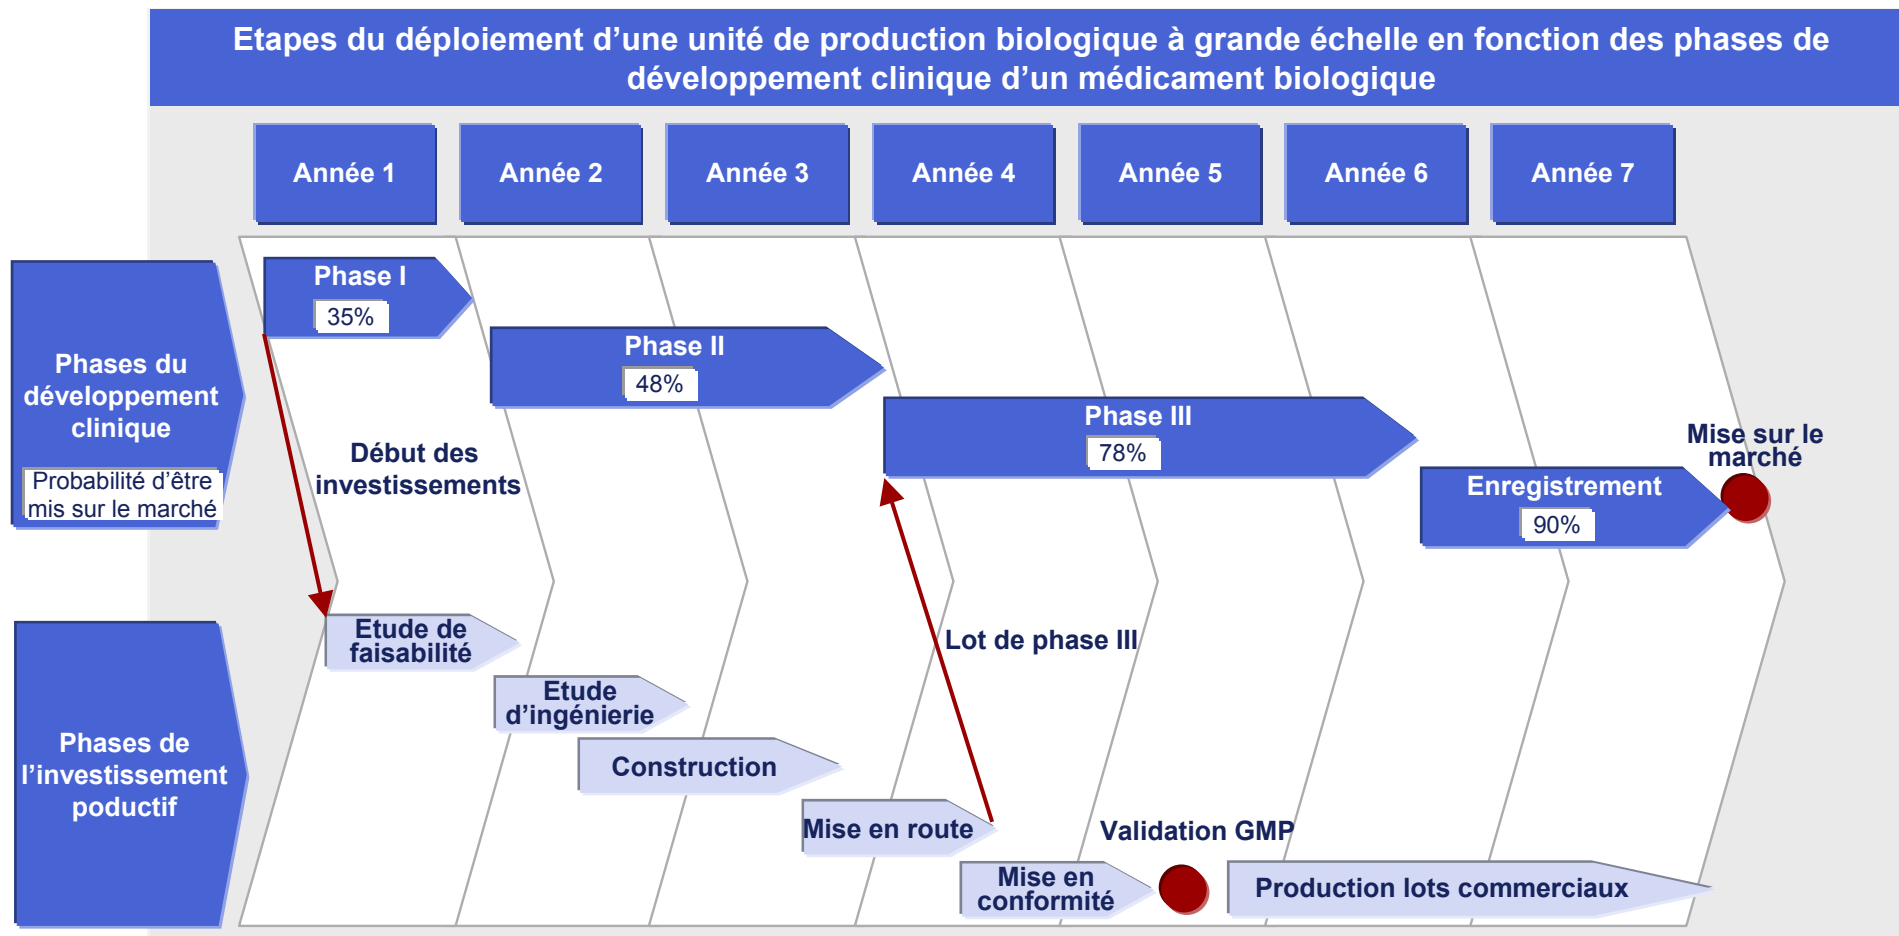 Etapes du déploiement d’une unité de production biologique à grande échelle en fonction des phases de
développement clinique d’un médicament biologique
Année 1
Année 2
Année 3
Année 4
Année 5
Année 6
Année 7
Phases du
développement
clinique
Probabilité d’être
mis sur le marché
Phase I
35%
Phase II
48%
Phase III
78%
Enregistrement
90%
Mise sur le
marché
Début des
investissements
Lot de phase III
Phases de
l’investissement
poductif
Etude de
faisabilité
Etude
d’ingénierie
Construction
Mise en route
Mise en
conformité
Validation GMP
Production lots commerciaux